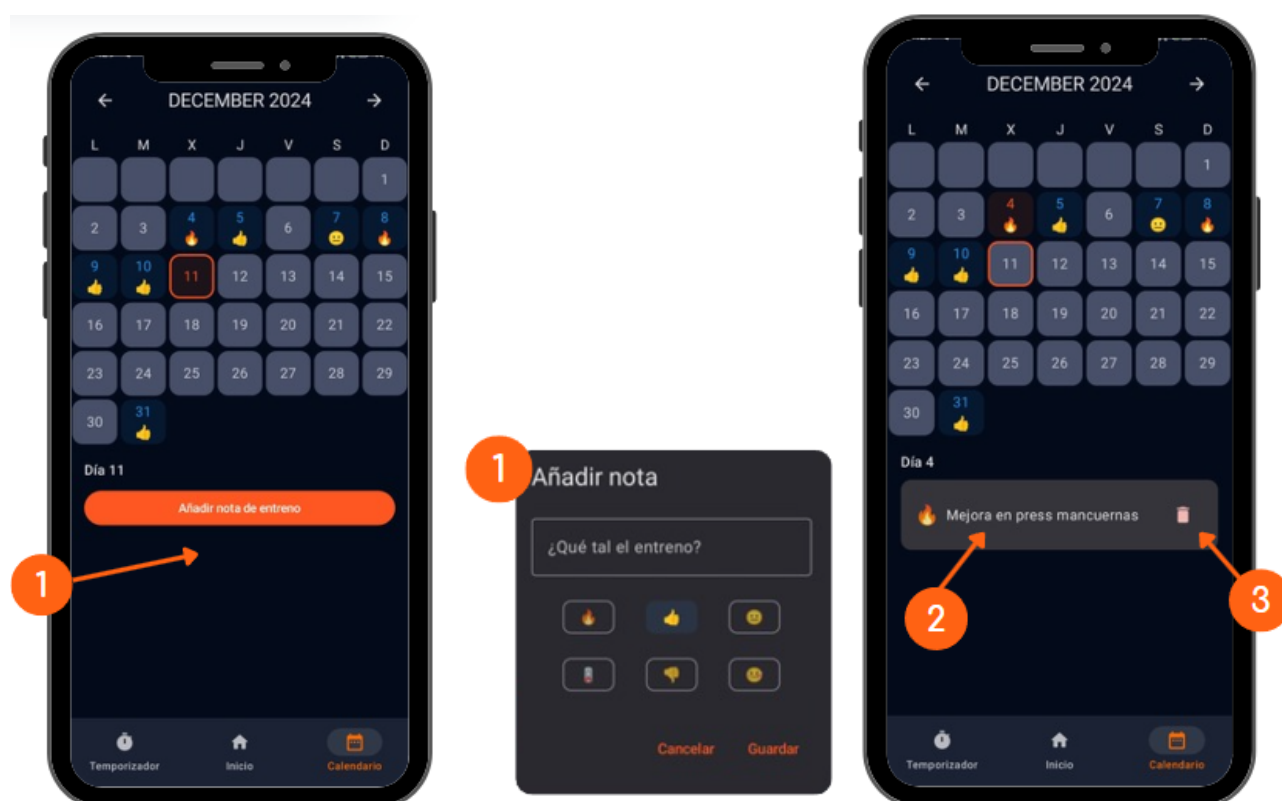 ← DECEMBER 2024 →
L M X J V S D
1
2 3 4 5 6 7 8
🔥 👍 😐 🔥
9 10 11 12 13 14 15
👍 👍
16 17 18 19 20 21 22
23 24 25 26 27 28 29
30 31
👍
Día 11
Añadir nota de entreno
1
Temporizador Inicio Calendario
1
Añadir nota
¿Qué tal el entreno?
Cancelar Guardar
← DECEMBER 2024 →
L M X J V S D
1
2 3 4 5 6 7 8
🔥 👍 😐 🔥
9 10 11 12 13 14 15
👍 👍
16 17 18 19 20 21 22
23 24 25 26 27 28 29
30 31
👍
Día 4
🔥 Mejora en press mancuernas
2
3
Temporizador Inicio Calendario